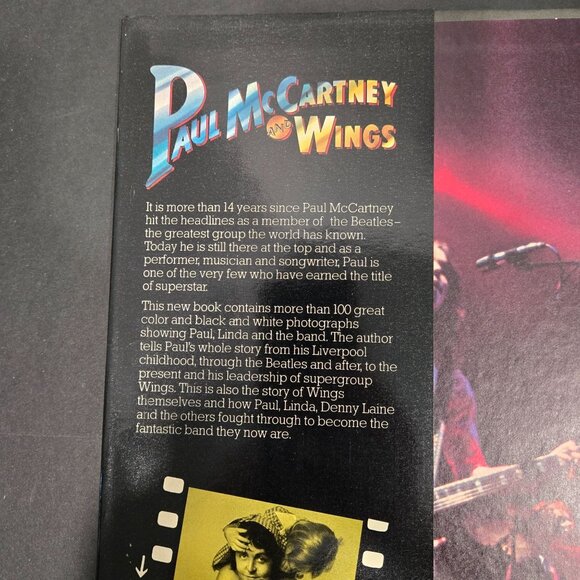 PAUL MCCARTNEY
AND WINGS
It is more than 14 years since Paul McCartney
hit the headlines as a member of the Beatles–
the greatest group the world has known.
Today he is still there at the top and as a
performer, musician and songwriter, Paul is
one of the very few who have earned the title
of superstar.
This new book contains more than 100 great
color and black and white photographs
showing Paul, Linda and the band. The author
tells Paul's whole story from his Liverpool
childhood, through the Beatles and after, to the
present and his leadership of supergroup
Wings. This is also the story of Wings
themselves and how Paul, Linda, Denny Laine
and the others fought through to become the
fantastic band they now are.